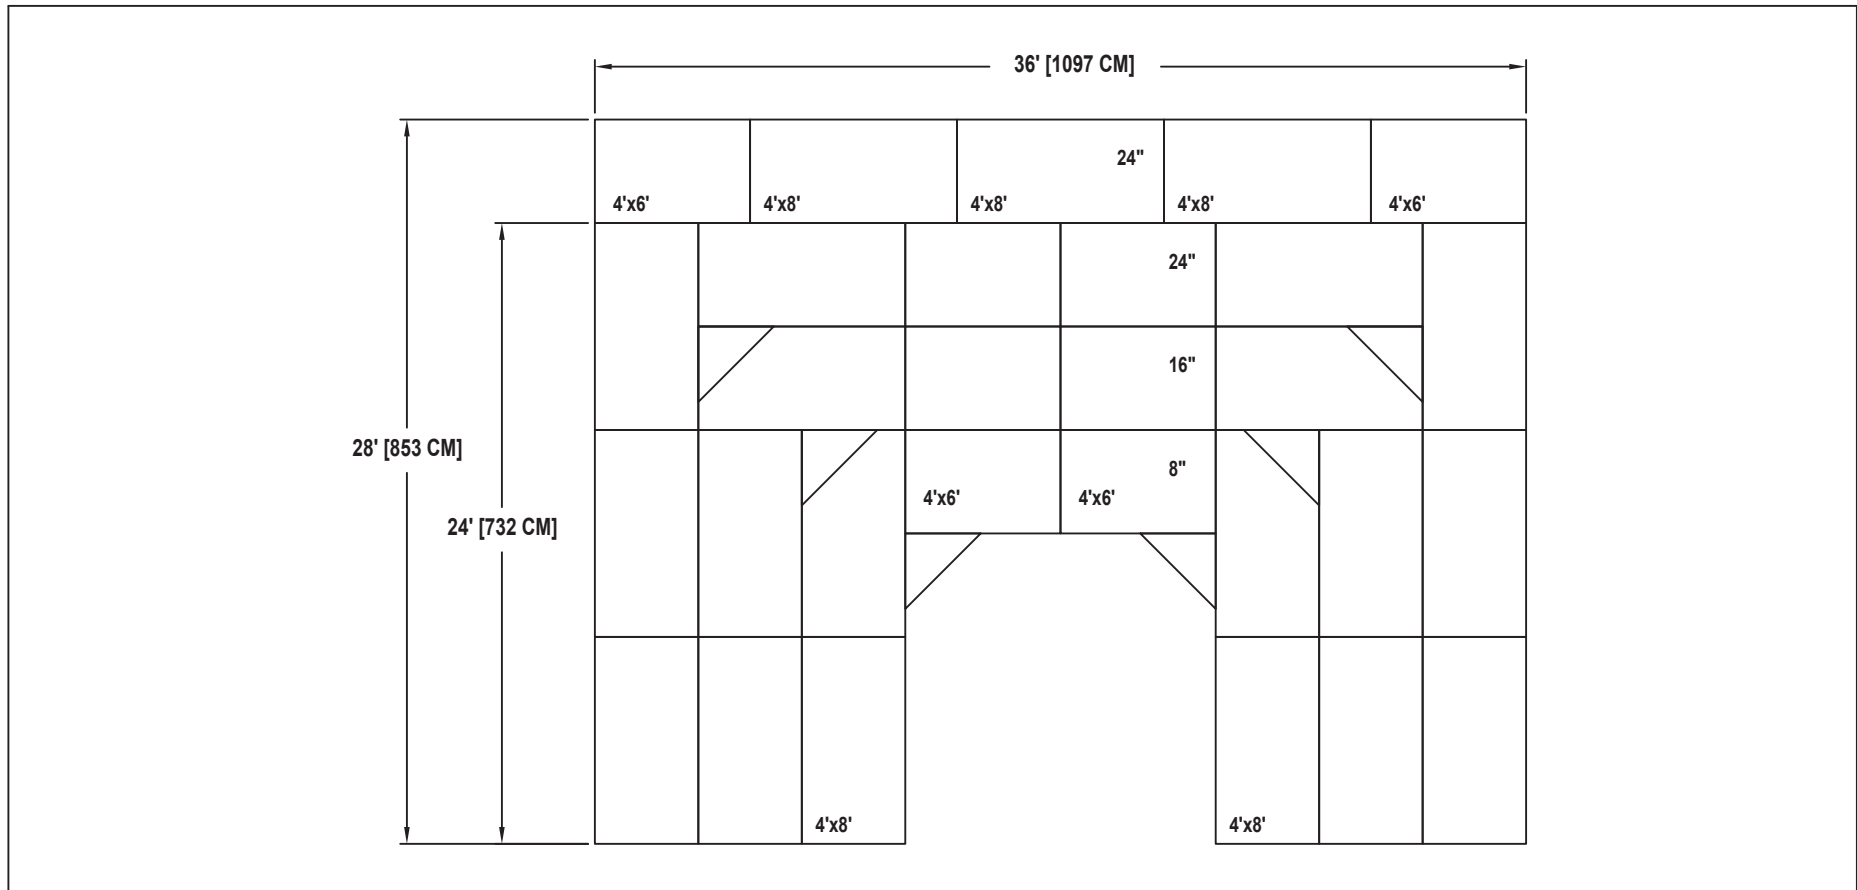 36' [1097 CM]
24"
4'x6' 4'x8' 4'x8' 4'x8' 4'x6'
24"
16"
28' [853 CM]
8"
4'x6' 4'x6'
24' [732 CM]
4'x8' 4'x8'